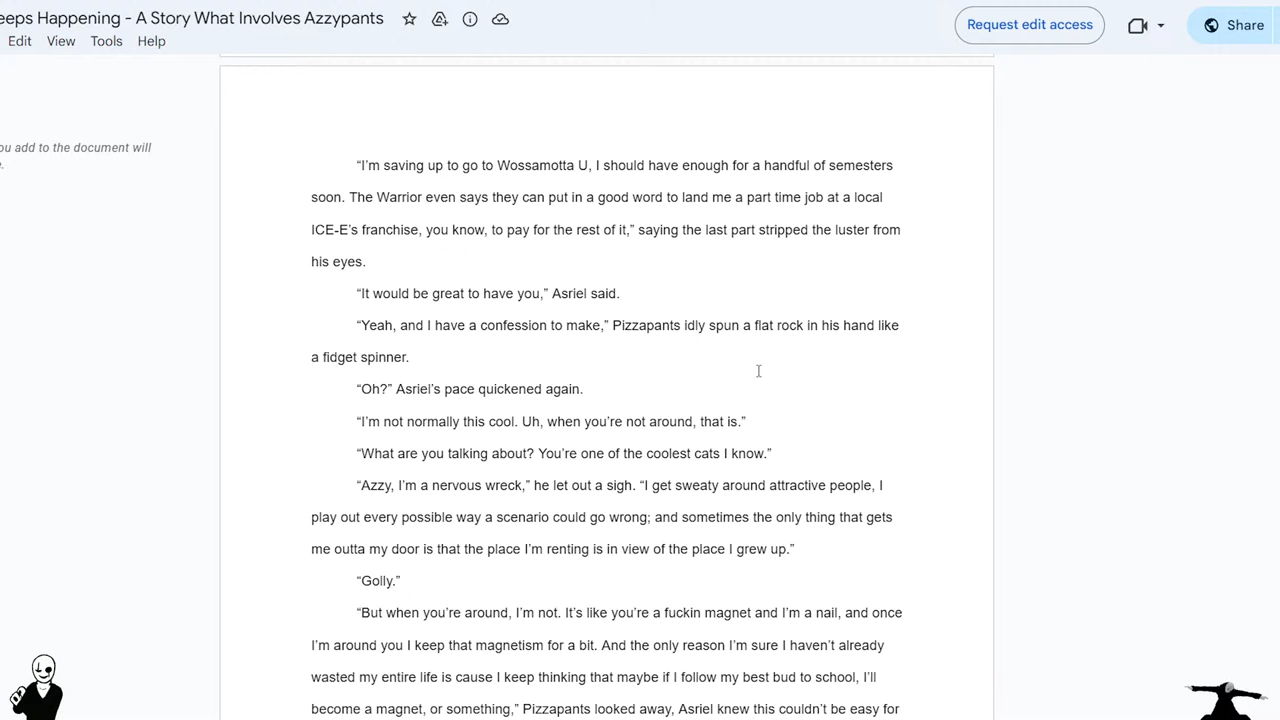 eeps Happening - A Story What Involves Azzypants
Request edit access
Share
Edit View Tools Help
ou add to the document will
e.
“I’m saving up to go to Wossamotta U, I should have enough for a handful of semesters
soon. The Warrior even says they can put in a good word to land me a part time job at a local
ICE-E’s franchise, you know, to pay for the rest of it,” saying the last part stripped the luster from
his eyes.
“It would be great to have you,” Asriel said.
“Yeah, and I have a confession to make,” Pizzapants idly spun a flat rock in his hand like
a fidget spinner.
“Oh?” Asriel’s pace quickened again.
“I’m not normally this cool. Uh, when you’re not around, that is.”
“What are you talking about? You’re one of the coolest cats I know.”
“Azzy, I’m a nervous wreck,” he let out a sigh. “I get sweaty around attractive people, I
play out every possible way a scenario could go wrong; and sometimes the only thing that gets
me outta my door is that the place I’m renting is in view of the place I grew up.”
“Golly.”
“But when you’re around, I’m not. It’s like you’re a fuckin magnet and I’m a nail, and once
I’m around you I keep that magnetism for a bit. And the only reason I’m sure I haven’t already
wasted my entire life is cause I keep thinking that maybe if I follow my best bud to school, I’ll
become a magnet, or something,” Pizzapants looked away, Asriel knew this couldn’t be easy for